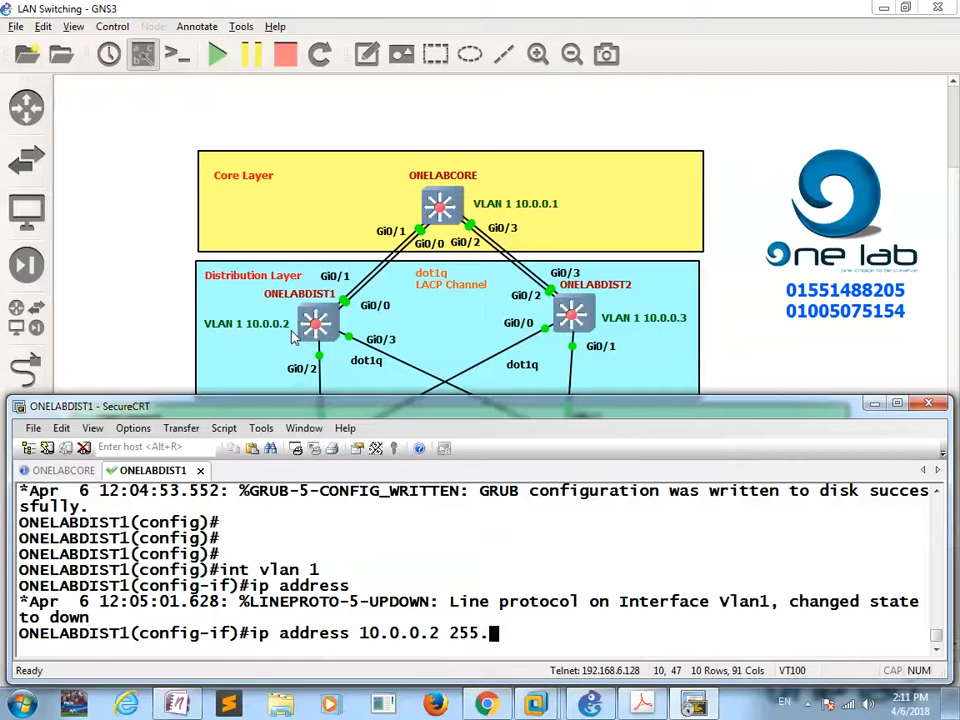 LAN Switching - GNS3
File Edit View Control Node Annotate Tools Help
Core Layer
ONELABCORE
VLAN 1 10.0.0.1
Gi0/1
Gi0/3
Gi0/0
Gi0/2
one lab
one choice to be creative
01551488205
01005075154
Distribution Layer
Gi0/1
dot1q
LACP Channel
Gi0/3
ONELABDIST1
ONELABDIST2
Gi0/2
Gi0/0
VLAN 1 10.0.0.2
Gi0/0
VLAN 1 10.0.0.3
Gi0/3
Gi0/1
dot1q
dot1q
Gi0/2
ONELABDIST1 - SecureCRT
File Edit View Options Transfer Script Tools Window Help
Enter host <Alt+R>
ONELABCORE
ONELABDIST1
*Apr  6 12:04:53.552: %GRUB-5-CONFIG_WRITTEN: GRUB configuration was written to disk succes
sfully.
ONELABDIST1(config)#
ONELABDIST1(config)#
ONELABDIST1(config)#
ONELABDIST1(config)#int vlan 1
ONELABDIST1(config-if)#ip address
*Apr  6 12:05:01.628: %LINEPROTO-5-UPDOWN: Line protocol on Interface Vlan1, changed state
to down
ONELABDIST1(config-if)#ip address 10.0.0.2 255.
Ready
Telnet: 192.168.6.128
10, 47
10 Rows, 91 Cols
VT100
CAP NUM
EN
2:11 PM
4/6/2018